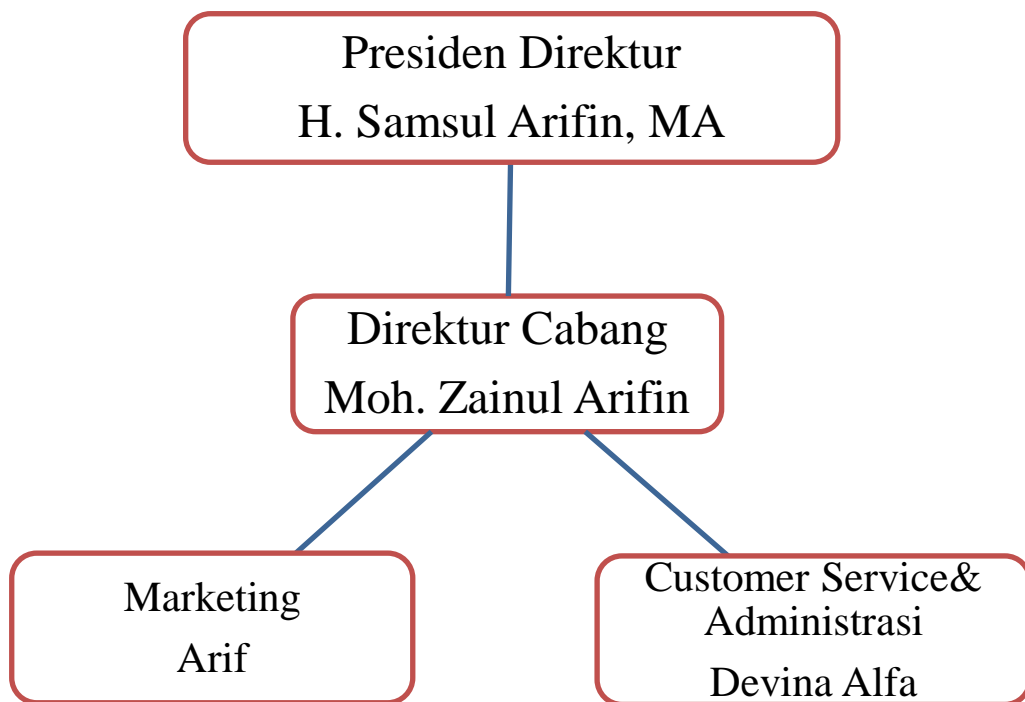 Presiden Direktur
H. Samsul Arifin, MA
Direktur Cabang
Moh. Zainul Arifin
Marketing
Arif
Customer Service&
Administrasi
Devina Alfa